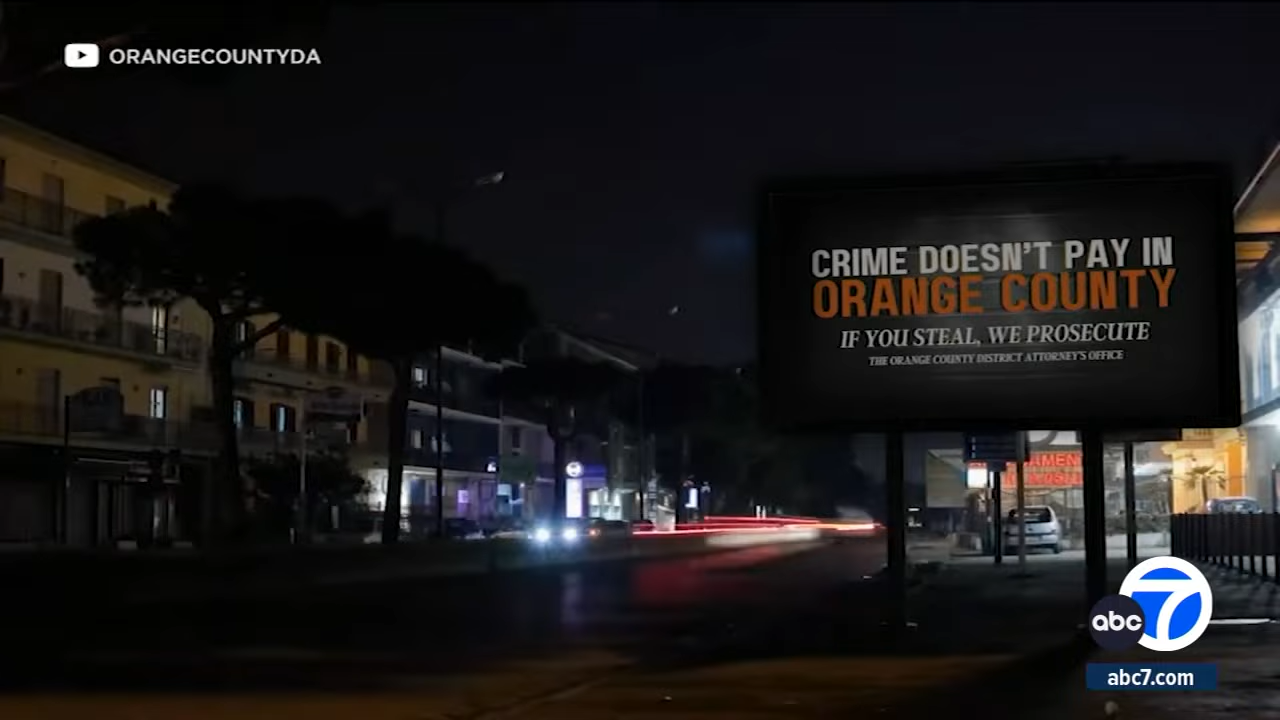 ORANGECOUNTYDA
CRIME DOESN'T PAY IN
ORANGE COUNTY
IF YOU STEAL, WE PROSECUTE
THE ORANGE COUNTY DISTRICT ATTORNEY'S OFFICE
abc 7
abc7.com